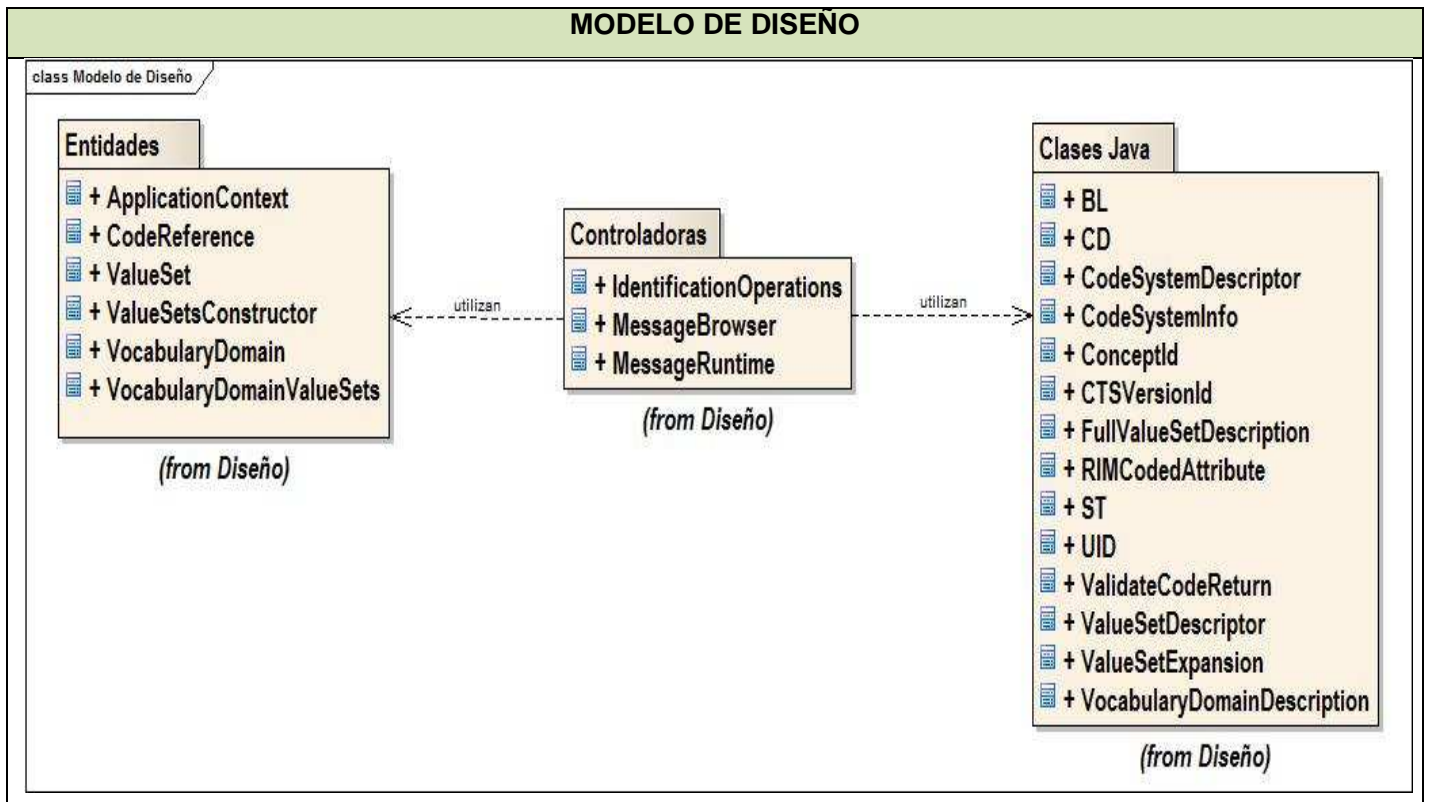 MODELO DE DISEÑO
class Modelo de Diseño
Entidades
+ ApplicationContext
+ CodeReference
+ ValueSet
+ ValueSetsConstructor
+ VocabularyDomain
+ VocabularyDomainValueSets
(from Diseño)
utilizan
Controladoras
+ IdentificationOperations
+ MessageBrowser
+ MessageRuntime
(from Diseño)
utilizan
Clases Java
+ BL
+ CD
+ CodeSystemDescriptor
+ CodeSystemInfo
+ ConceptId
+ CTSVersionId
+ FullValueSetDescription
+ RIMCodedAttribute
+ ST
+ UID
+ ValidateCodeReturn
+ ValueSetDescriptor
+ ValueSetExpansion
+ VocabularyDomainDescription
(from Diseño)